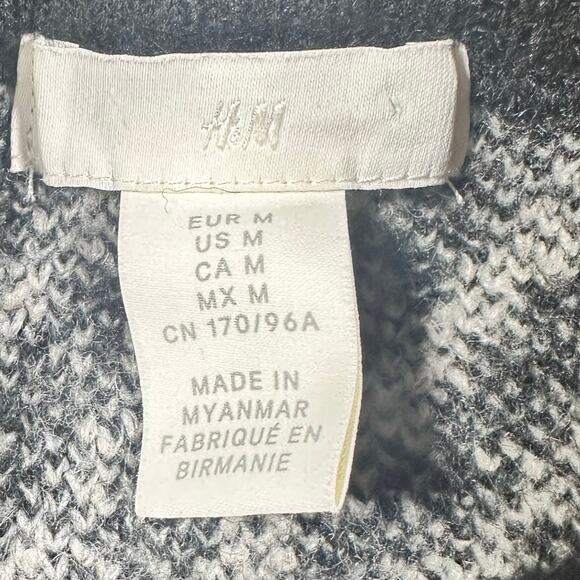 H&M
EUR M
US M
CA M
MX M
CN 170/96A
MADE IN
MYANMAR
FABRIQUÉ EN
BIRMANIE